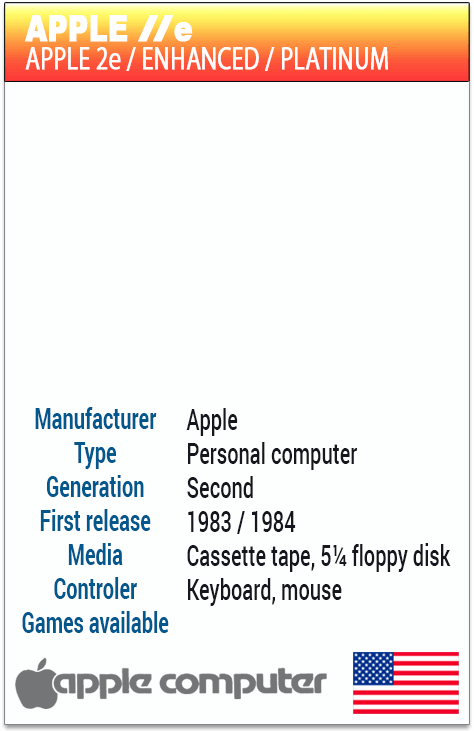 APPLE //e
APPLE 2e / ENHANCED / PLATINUM
Manufacturer Apple
Type Personal computer
Generation Second
First release 1983 / 1984
Media Cassette tape, 5¼ floppy disk
Controler Keyboard, mouse
Games available
apple computer